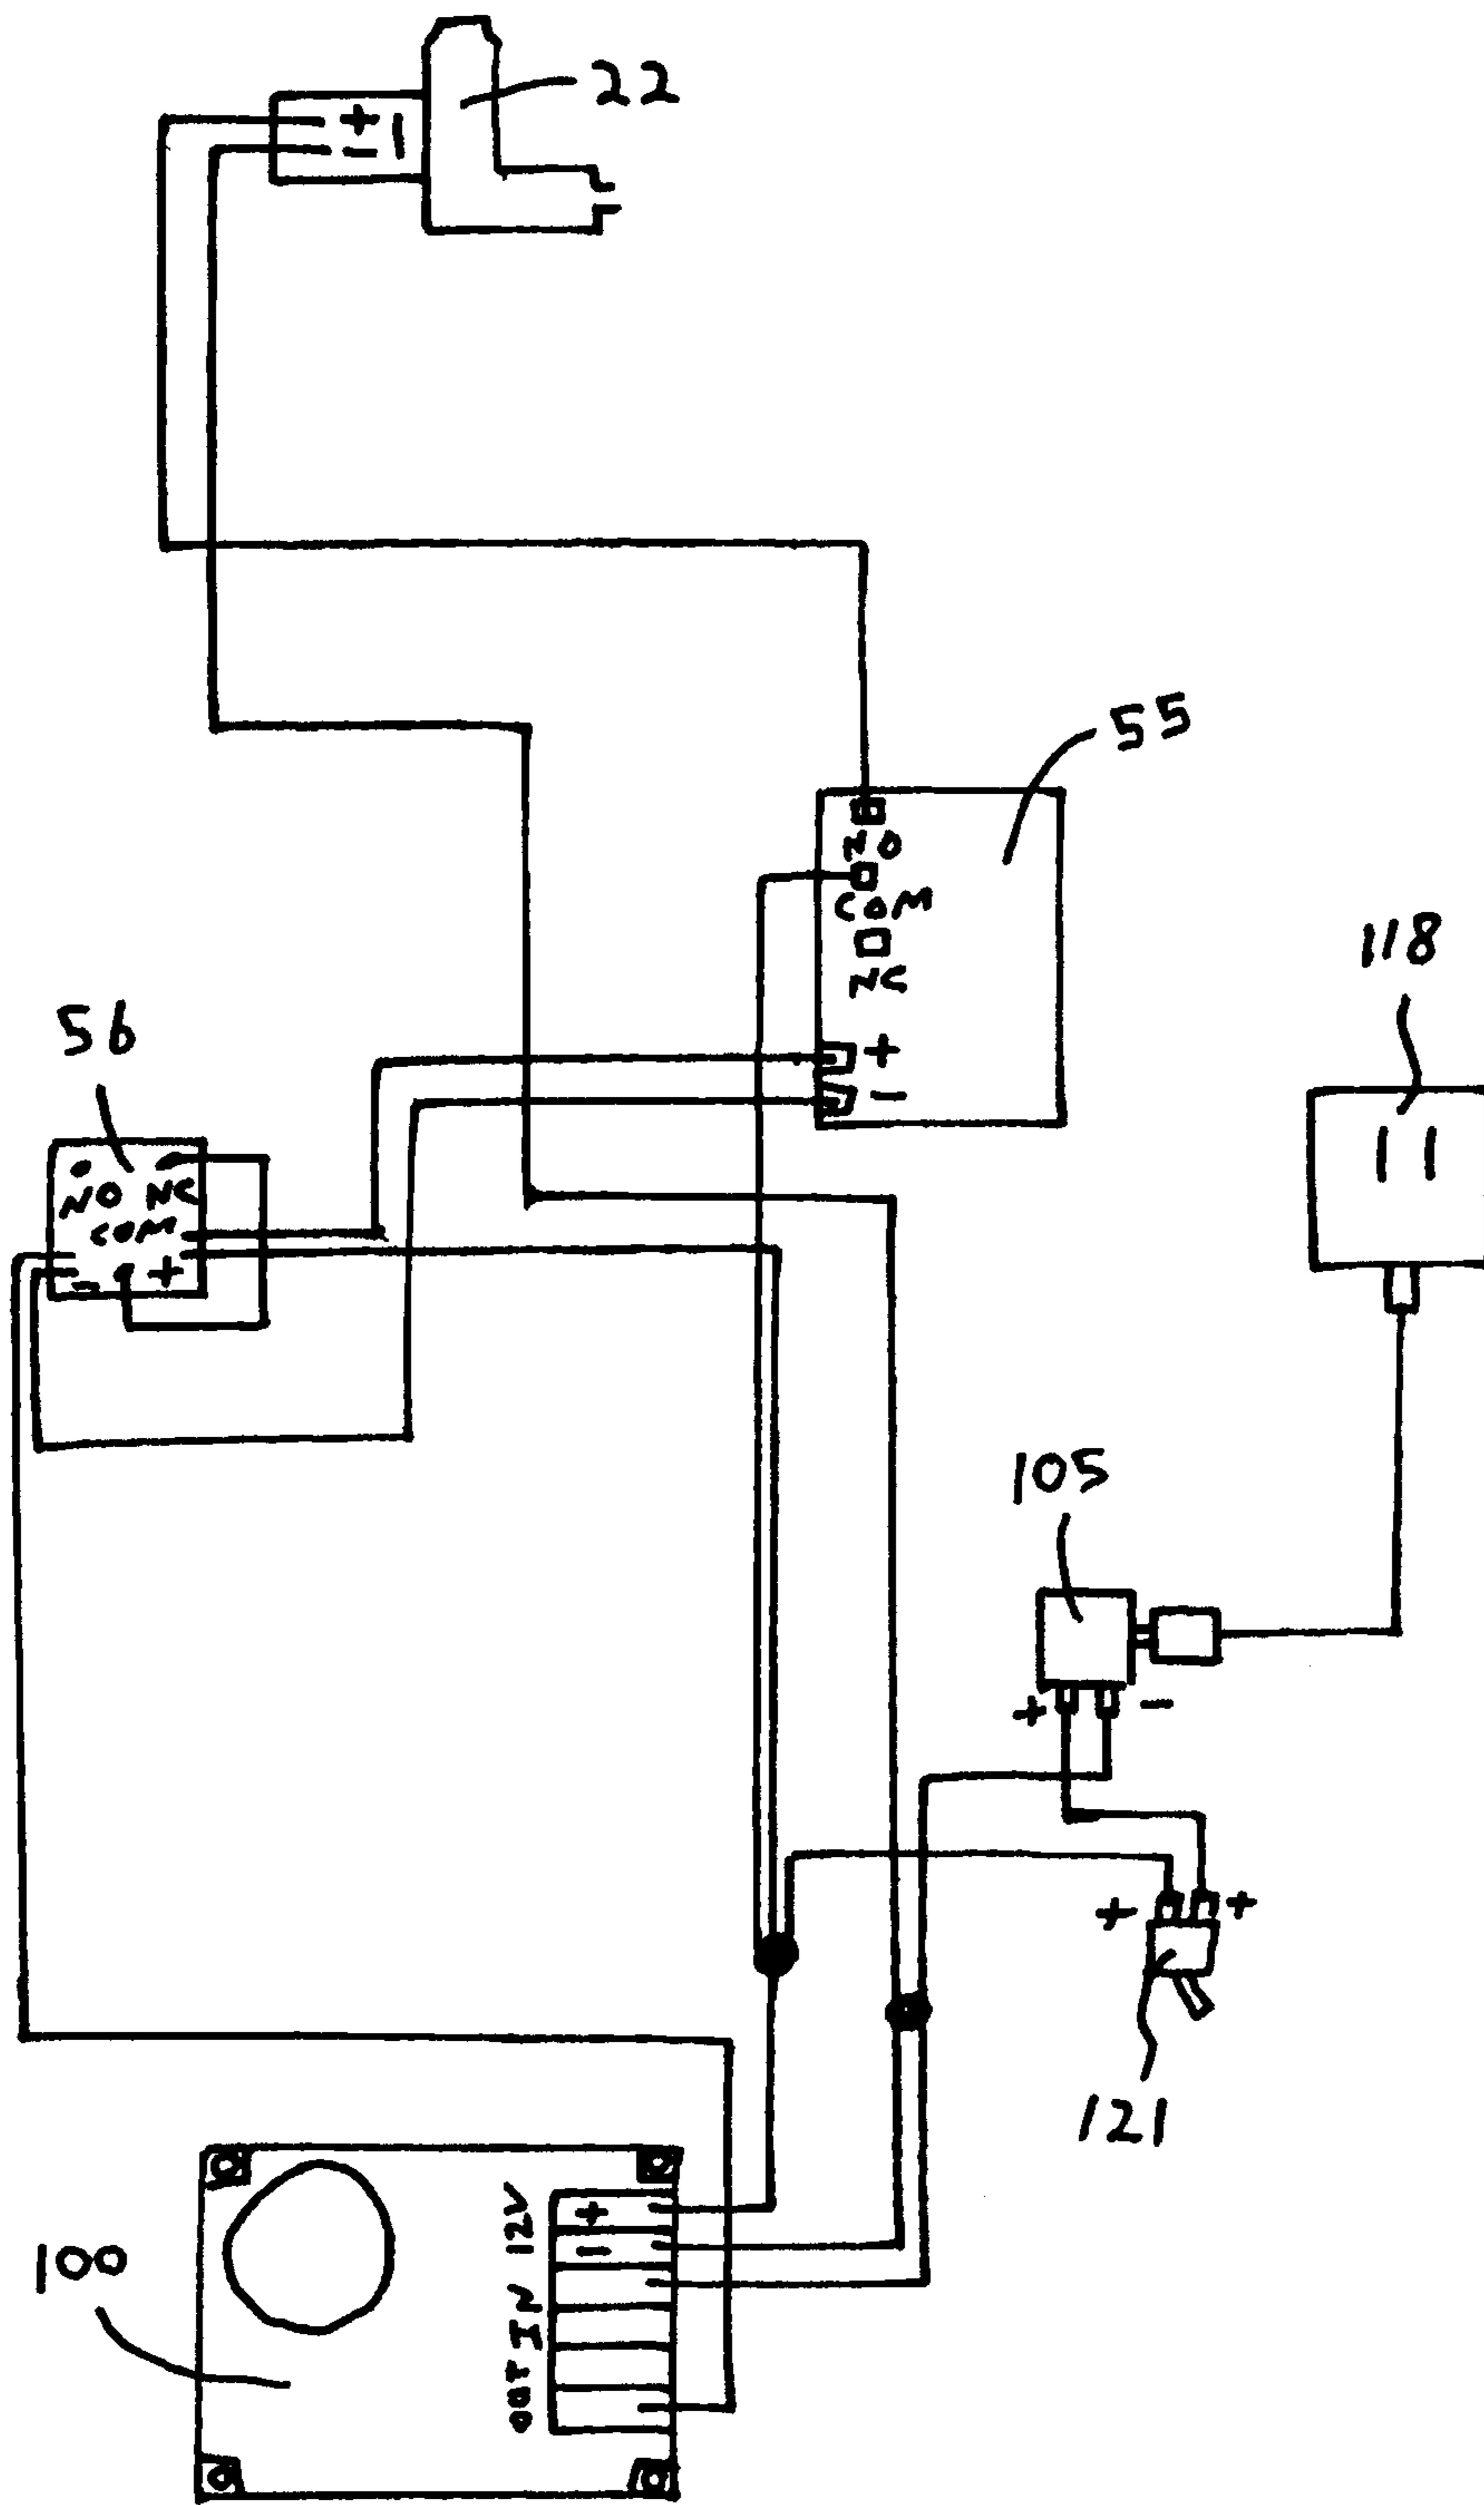 22
+
-
55
NO
COM
NC
+
-
118
56
NO NC
COM
- +
105
+ -
+ +
121
100
12V
+
-
IN
OUT